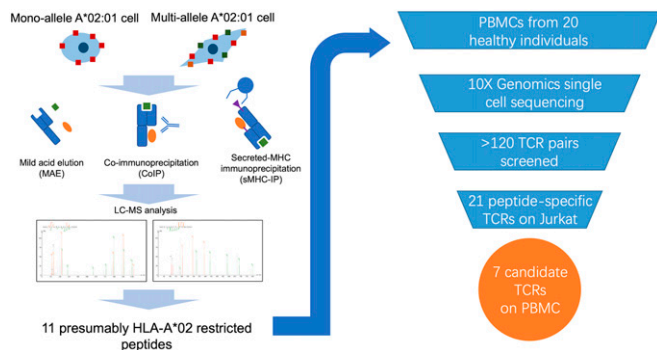 Mono-allele A*02:01 cell
Multi-allele A*02:01 cell
Mild acid elution
(MAE)
Co-immunoprecipitation
(CoIP)
Secreted-MHC
immunoprecipitation
(sMHC-IP)
LC-MS analysis
11 presumably HLA-A*02 restricted
peptides
PBMCs from 20
healthy individuals
10X Genomics single
cell sequencing
>120 TCR pairs
screened
21 peptide-specific
TCRs on Jurkat
7 candidate
TCRs
on PBMC